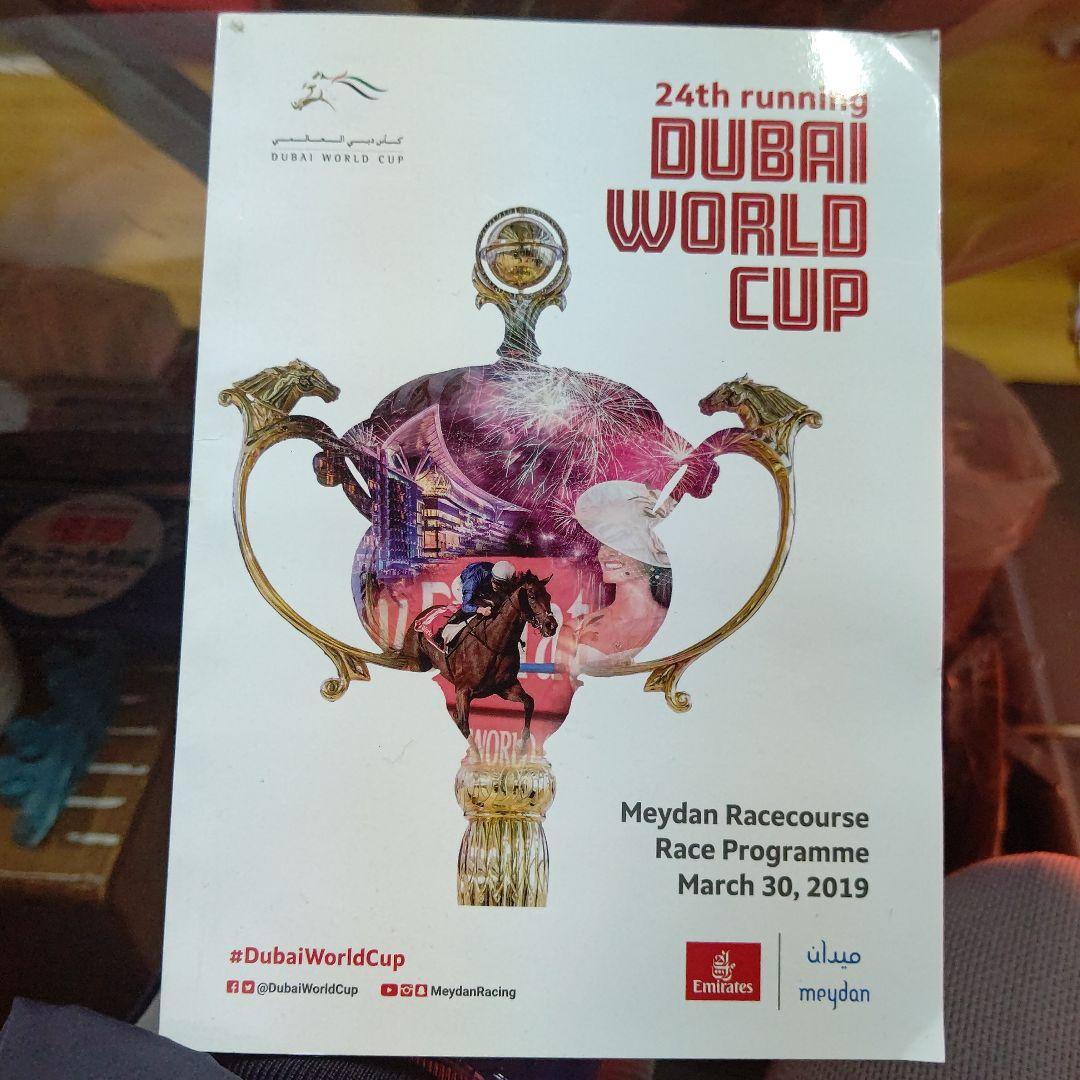 كأس دبي العالمي
DUBAI WORLD CUP
24th running
DUBAI
WORLD
CUP
WORLD
Meydan Racecourse
Race Programme
March 30, 2019
#DubaiWorldCup
@DubaiWorldCup
MeydanRacing
Emirates
ميدان
meydan